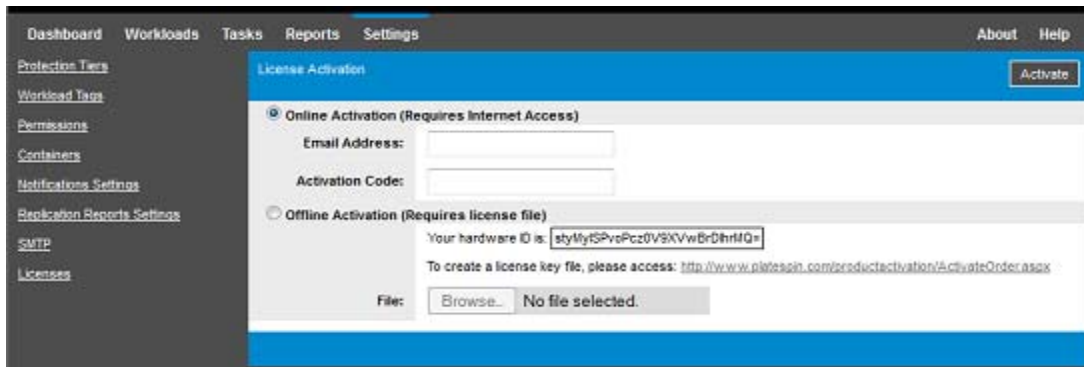 Dashboard Workloads Tasks Reports Settings About Help
Protection Tiers
Workload Tags
Permissions
Containers
Notifications Settings
Replication Reports Settings
SMTP
Licenses
License Activation
Activate
Online Activation (Requires Internet Access)
Email Address:
Activation Code:
Offline Activation (Requires license file)
Your hardware ID is:
To create a license key file, please access: http://www.platespin.com/productactivation/ActivateOrder.aspx
File: Browse.. No file selected.